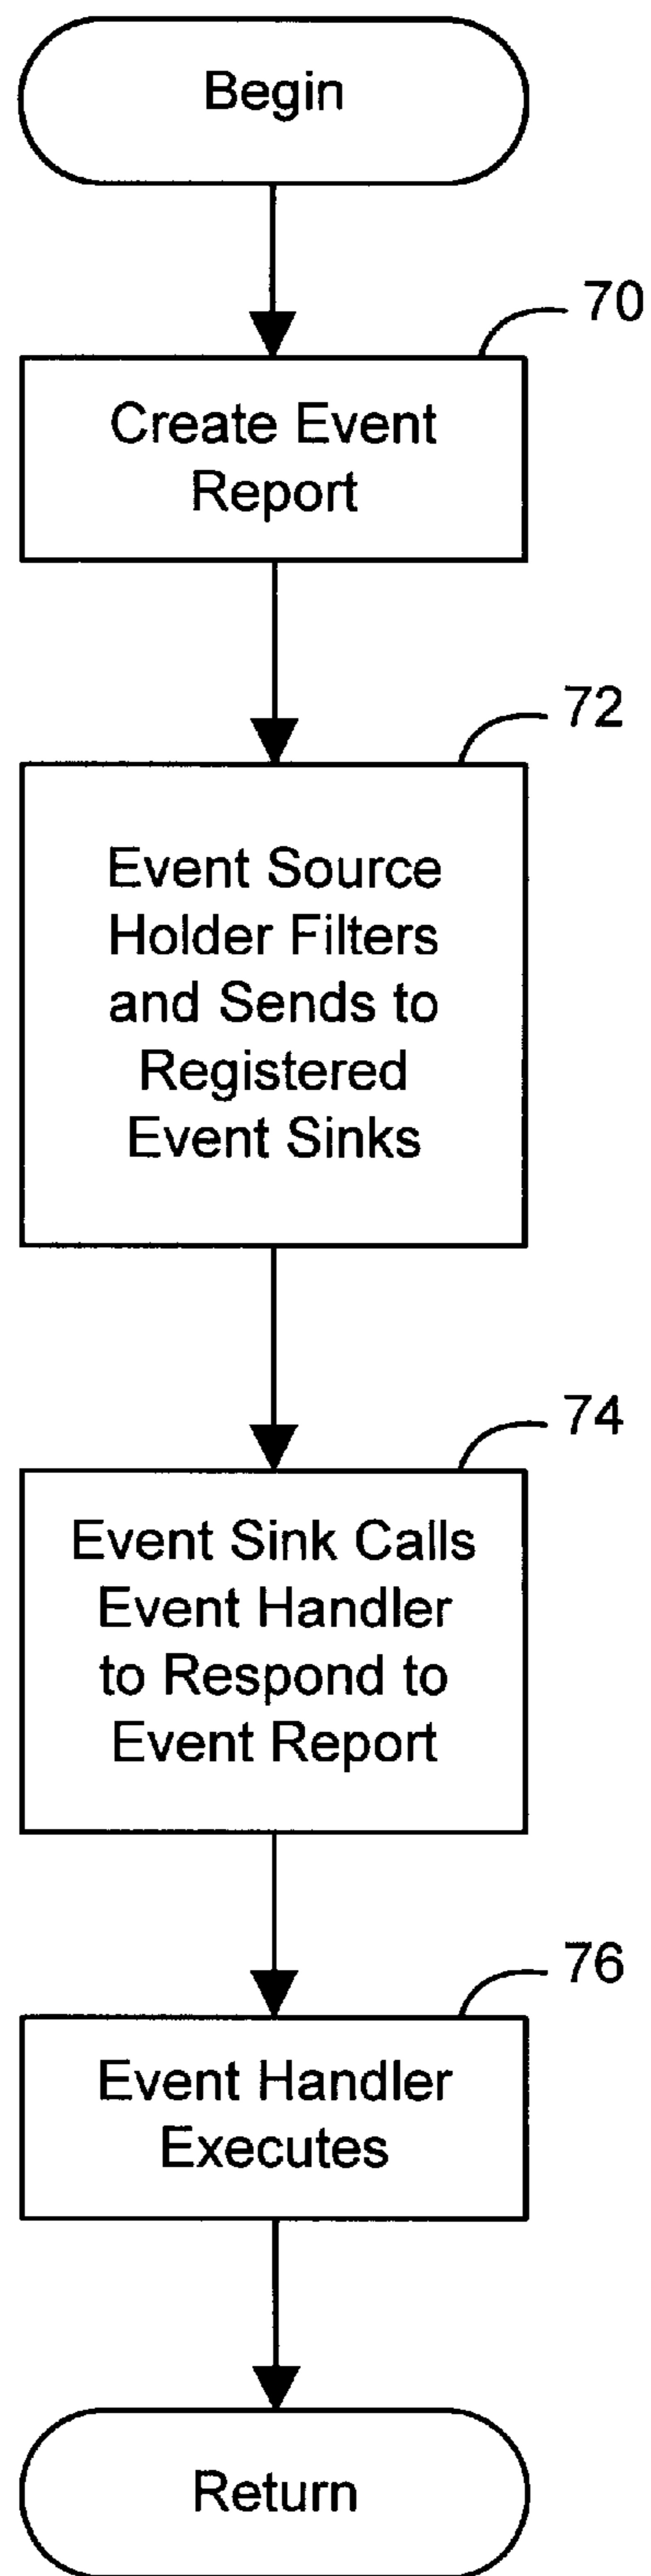 Begin
70
Create Event
Report
72
Event Source
Holder Filters
and Sends to
Registered
Event Sinks
74
Event Sink Calls
Event Handler
to Respond to
Event Report
76
Event Handler
Executes
Return